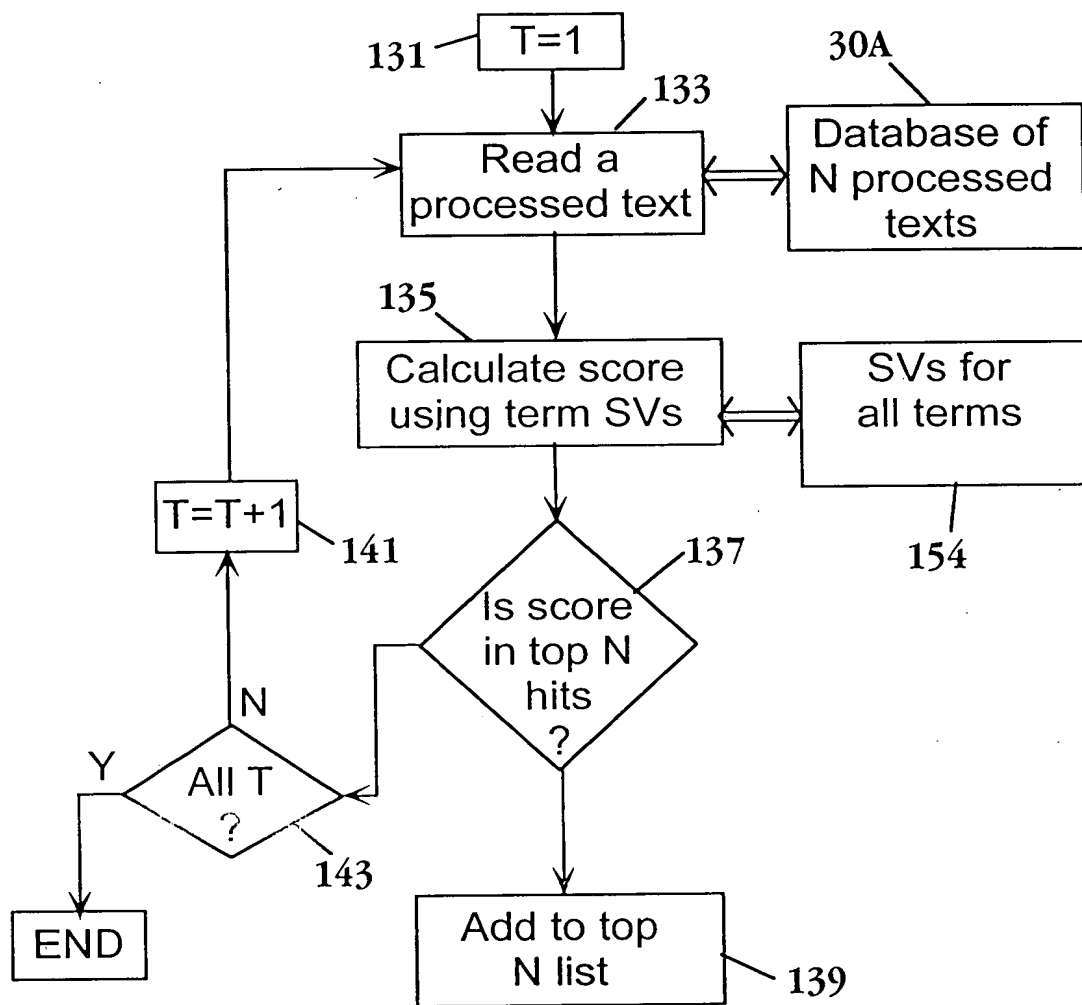 131
T=1
133
30A
Read a
processed text
Database of
N processed
texts
135
Calculate score
using term SVs
SVs for
all terms
154
T=T+1
141
137
Is score
in top N
hits
?
N
Y
All T
?
143
END
Add to top
N list
139